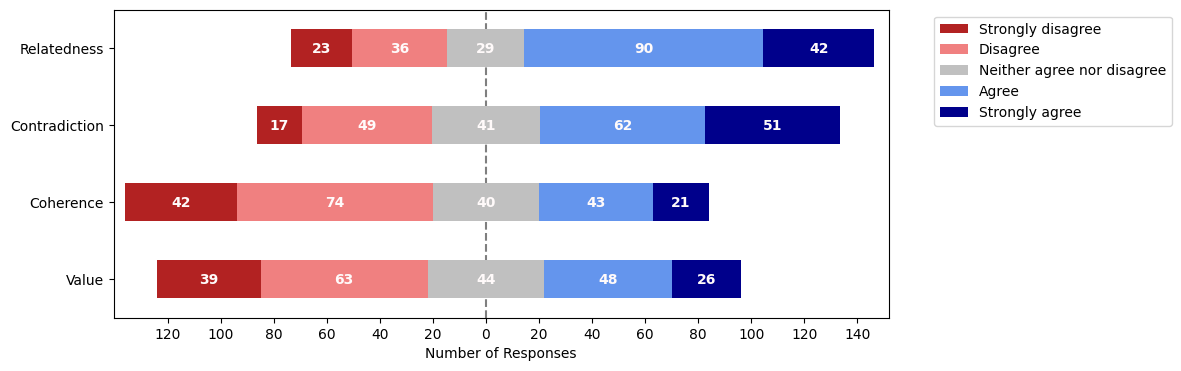 Relatedness 23 36 29 90 42
Contradiction 17 49 41 62 51
Coherence 42 74 40 43 21
Value 39 63 44 48 26
120 100 80 60 40 20 0 20 40 60 80 100 120 140
Number of Responses
Strongly disagree
Disagree
Neither agree nor disagree
Agree
Strongly agree